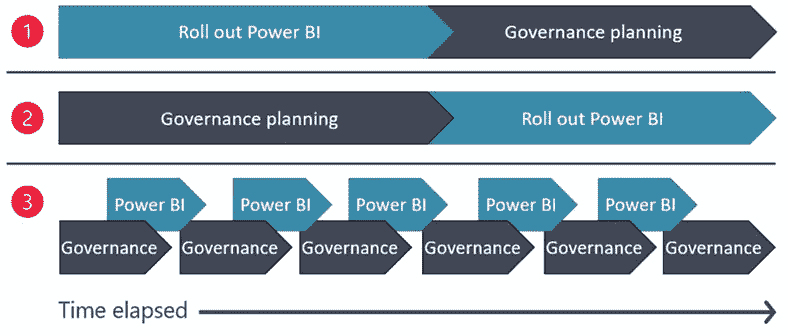 1
Roll out Power BI
Governance planning
2
Governance planning
Roll out Power BI
3
Power BI
Power BI
Power BI
Power BI
Power BI
Governance
Governance
Governance
Governance
Governance
Governance
Time elapsed